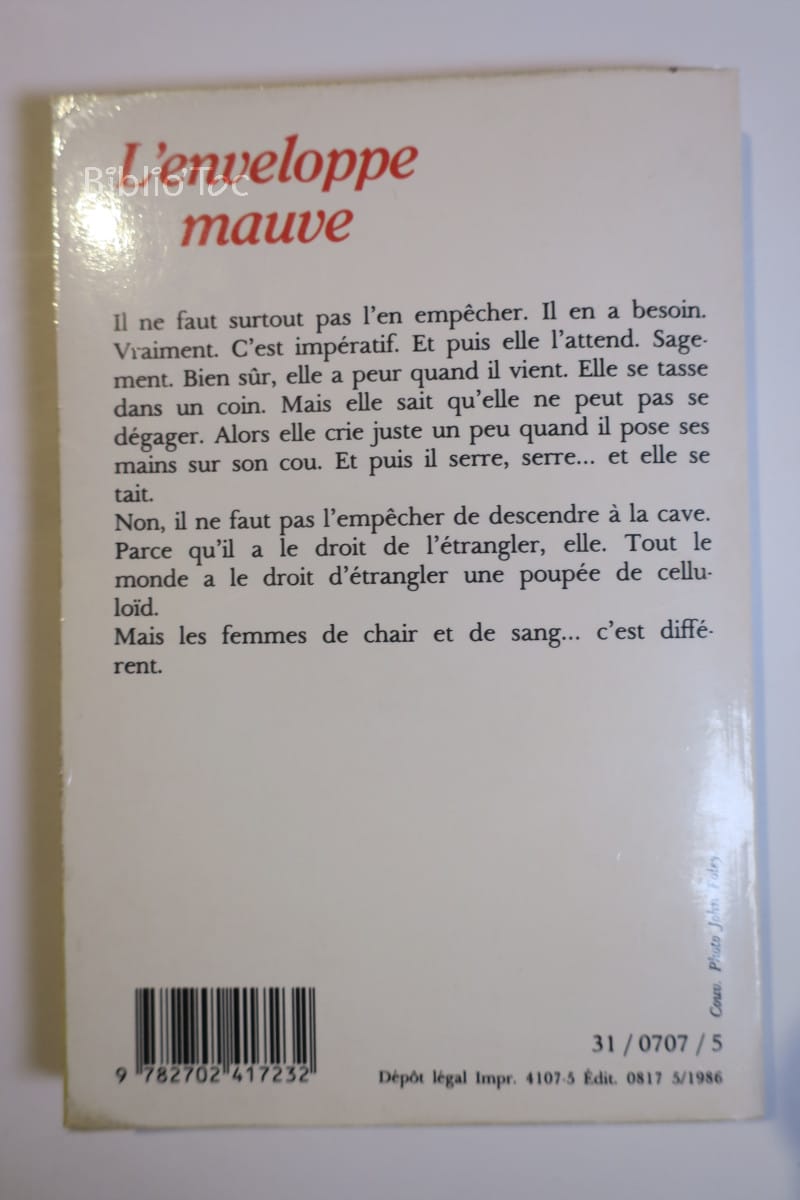 L'enveloppe
Biblio'Toc
mauve
Il ne faut surtout pas l'en empêcher. Il en a besoin.
Vraiment. C'est impératif. Et puis elle l'attend. Sage-
ment. Bien sûr, elle a peur quand il vient. Elle se tasse
dans un coin. Mais elle sait qu'elle ne peut pas se
dégager. Alors elle crie juste un peu quand il pose ses
mains sur son cou. Et puis il serre, serre... et elle se
tait.
Non, il ne faut pas l'empêcher de descendre à la cave.
Parce qu'il a le droit de l'étrangler, elle. Tout le
monde a le droit d'étrangler une poupée de cellu-
loïd.
Mais les femmes de chair et de sang... c'est diffé-
rent.
Couv. Photo John Foley
31 / 0707 / 5
9 782702 417232
Dépôt légal Impr. 4107-5 Édit. 0817 5/1986